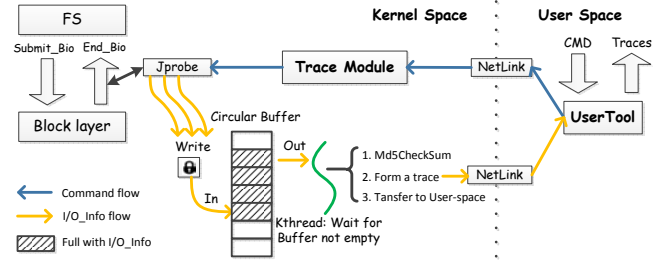 FS
Kernel Space
User Space
Submit_Bio
End_Bio
CMD
Traces
Jprobe
Trace Module
NetLink
Block layer
UserTool
Circular Buffer
Write
Out
1. Md5CheckSum
2. Form a trace
3. Tansfer to User-space
NetLink
In
Command flow
I/O_Info flow
Full with I/O_Info
Kthread: Wait for
Buffer not empty